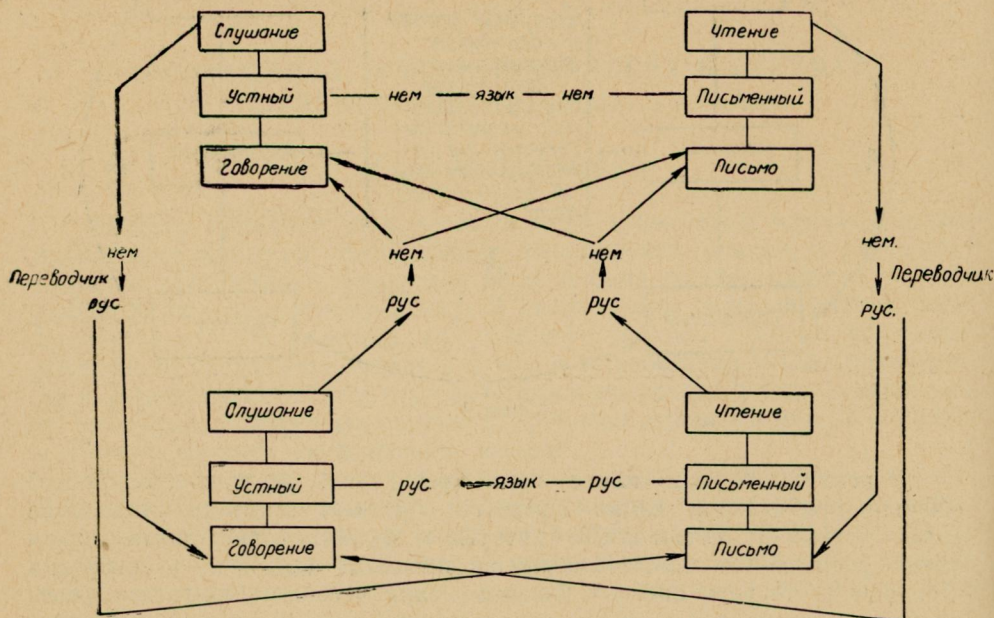 Слушание Чтение
Устный нем язык нем Письменный
Говорение Письмо
нем нем нем нем.
Переводчик Переводчик
рус рус рус рус.
Слушание Чтение
Устный рус язык рус Письменный
Говорение Письмо